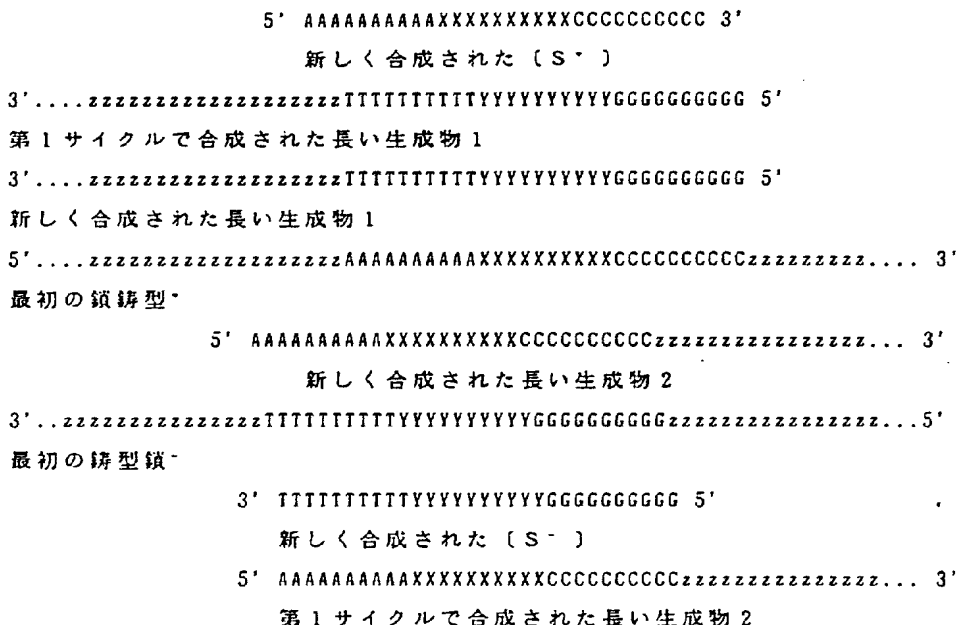 5' AAAAAAAAAAXXXXXXXXXXCCCCCCCCCC 3'
新しく合成された〔S⁺〕
3'....zzzzzzzzzzzzzzzzzzzzTTTTTTTTTTYYYYYYYYYYGGGGGGGGGG 5'
第1サイクルで合成された長い生成物1
3'....zzzzzzzzzzzzzzzzzzzzTTTTTTTTTTYYYYYYYYYYGGGGGGGGGG 5'
新しく合成された長い生成物1
5'....zzzzzzzzzzzzzzzzzzzzAAAAAAAAAAXXXXXXXXXXCCCCCCCCCCzzzzzzzzz.... 3'
最初の鎖鋳型⁺
5' AAAAAAAAAAXXXXXXXXXXCCCCCCCCCCzzzzzzzzzzzzzzzz... 3'
新しく合成された長い生成物2
3'..zzzzzzzzzzzzzzzTTTTTTTTTTYYYYYYYYYYGGGGGGGGGGzzzzzzzzzzzzzzzz...5'
最初の鋳型鎖⁻
3' TTTTTTTTTTYYYYYYYYYYGGGGGGGGGG 5'
新しく合成された〔S⁻〕
5' AAAAAAAAAAXXXXXXXXXXCCCCCCCCCCzzzzzzzzzzzzzzz... 3'
第1サイクルで合成された長い生成物2